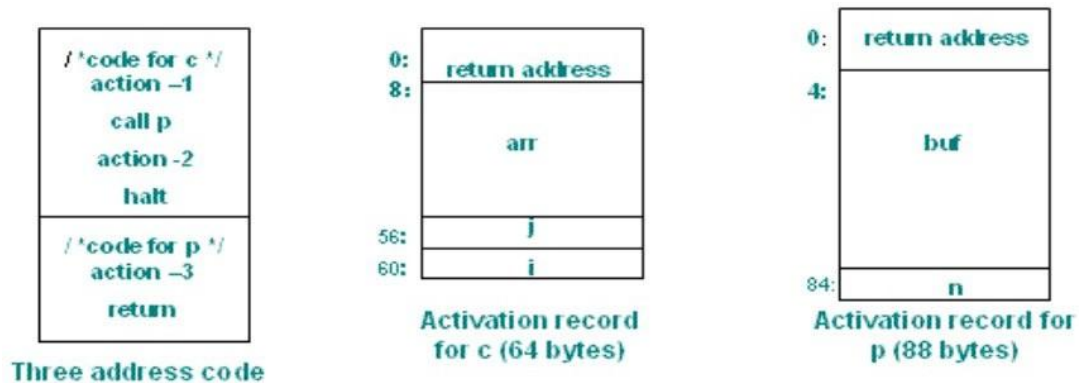 / *code for c */
action –1
call p
action -2
halt
/ *code for p */
action –3
return
Three address code
0:
return address
8:
arr
56:
j
60:
i
Activation record
for c (64 bytes)
0:
return address
4:
buf
84:
n
Activation record for
p (88 bytes)